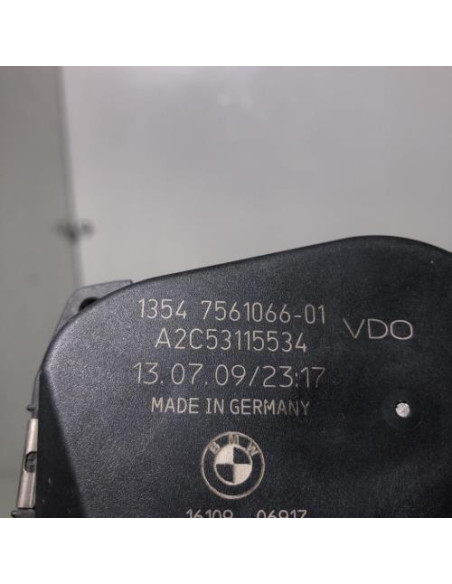 1354 7561066-01
VDO
A2C53115534
13.07.09/23:17
MADE IN GERMANY
BMW
16109 06917